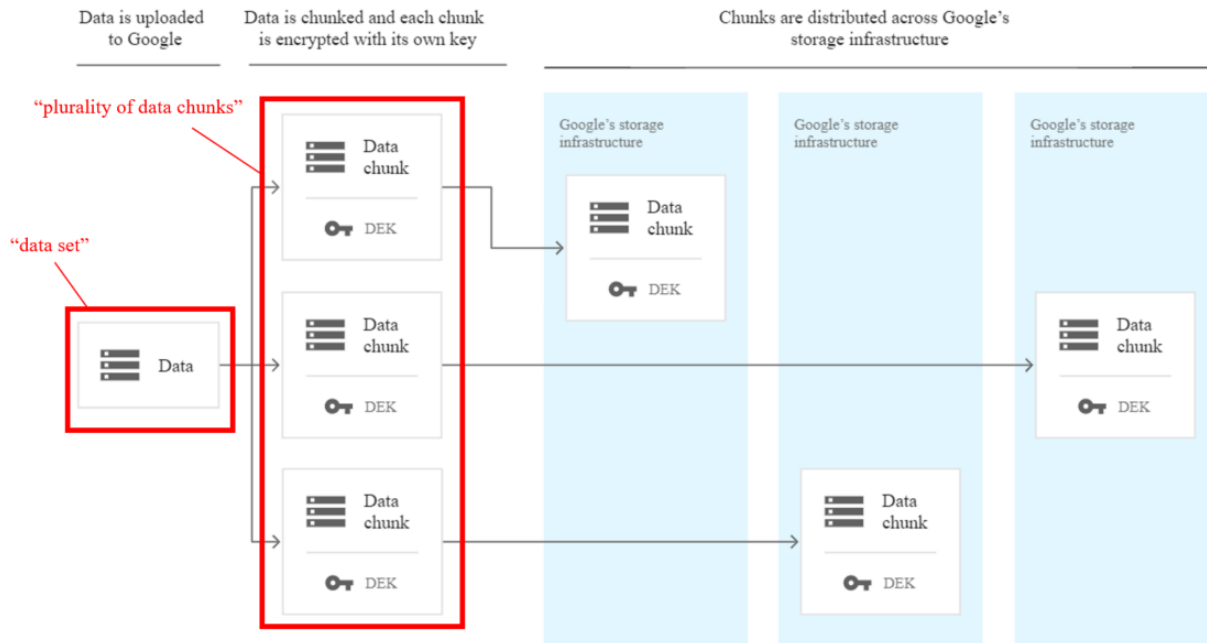 Data is uploaded
to Google
Data is chunked and each chunk
is encrypted with its own key
Chunks are distributed across Google's
storage infrastructure
“plurality of data chunks”
“data set”
Data
Data
chunk
DEK
Data
chunk
DEK
Data
chunk
DEK
Google's storage
infrastructure
Data
chunk
DEK
Google's storage
infrastructure
Data
chunk
DEK
Google's storage
infrastructure
Data
chunk
DEK